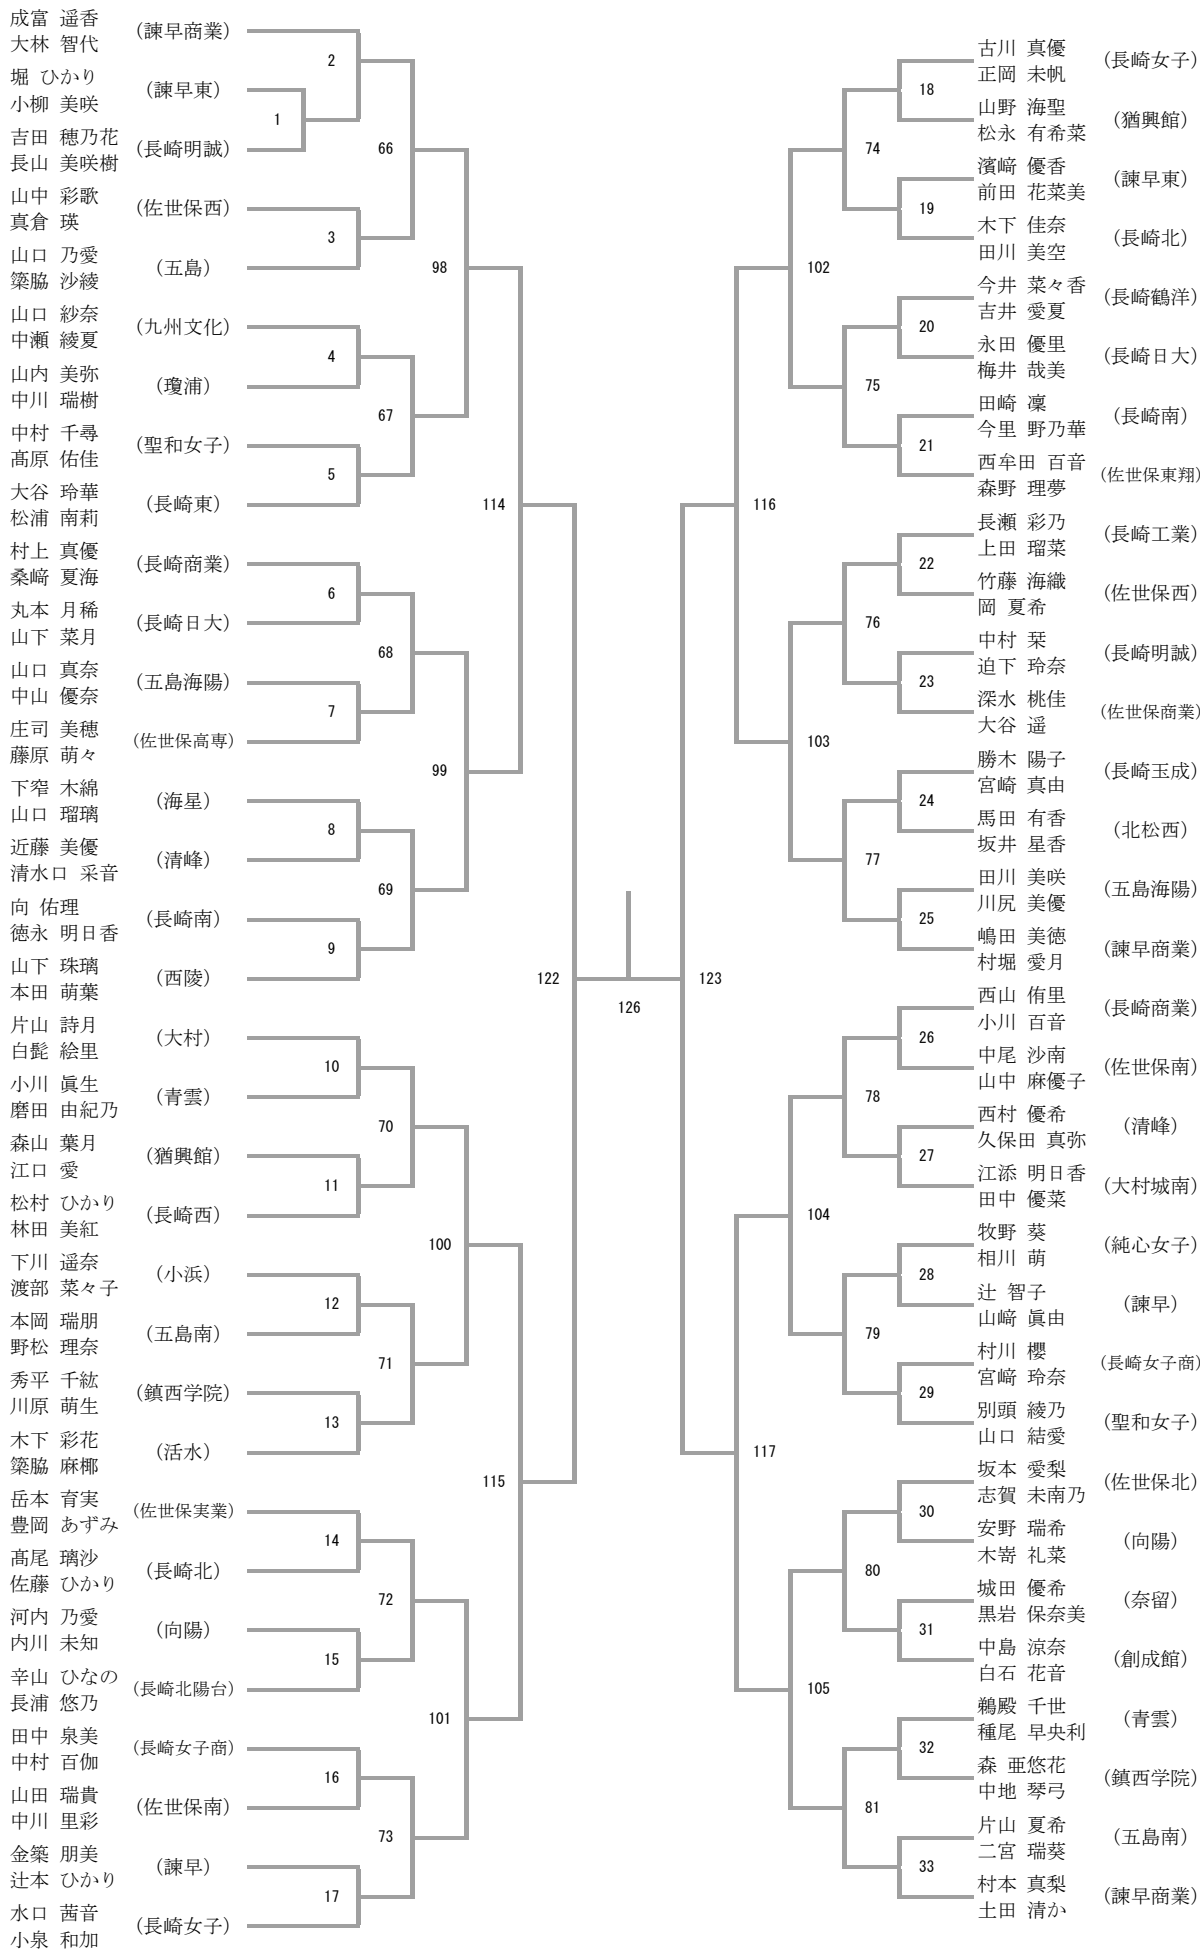 成富 遥香
大林 智代
(諫早商業)
堀 ひかり
小柳 美咲
(諫早東)
吉田 穂乃花
長山 美咲樹
(長崎明誠)
山中 彩歌
真倉 瑛
(佐世保西)
山口 乃愛
築脇 沙綾
(五島)
山口 紗奈
中瀬 綾夏
(九州文化)
山内 美弥
中川 瑞樹
(瓊浦)
中村 千尋
髙原 佑佳
(聖和女子)
大谷 玲華
松浦 南莉
(長崎東)
村上 真優
桑﨑 夏海
(長崎商業)
丸本 月稀
山下 菜月
(長崎日大)
山口 真奈
中山 優奈
(五島海陽)
庄司 美穂
藤原 萌々
(佐世保高専)
下窄 木綿
山口 瑠璃
(海星)
近藤 美優
清水口 采音
(清峰)
向 佑理
徳永 明日香
(長崎南)
山下 珠璃
本田 萌葉
(西陵)
片山 詩月
白髭 絵里
(大村)
小川 眞生
磨田 由紀乃
(青雲)
森山 葉月
江口 愛
(猶興館)
松村 ひかり
林田 美紅
(長崎西)
下川 遥奈
渡部 菜々子
(小浜)
本岡 瑞朋
野松 理奈
(五島南)
秀平 千紘
川原 萌生
(鎮西学院)
木下 彩花
築脇 麻椰
(活水)
岳本 育実
豊岡 あずみ
(佐世保実業)
髙尾 璃沙
佐藤 ひかり
(長崎北)
河内 乃愛
内川 未知
(向陽)
辛山 ひなの
長浦 悠乃
(長崎北陽台)
田中 泉美
中村 百伽
(長崎女子商)
山田 瑞貴
中川 里彩
(佐世保南)
金築 朋美
辻本 ひかり
(諫早)
水口 茜音
小泉 和加
(長崎女子)
1
2
3
4
5
6
7
8
9
10
11
12
13
14
15
16
17
66
67
68
69
70
71
72
73
98
99
100
101
114
115
122
126
123
116
117
102
103
104
105
74
75
76
77
78
79
80
81
18
19
20
21
22
23
24
25
26
27
28
29
30
31
32
33
古川 真優
正岡 未帆
(長崎女子)
山野 海聖
松永 有希菜
(猶興館)
濱﨑 優香
前田 花菜美
(諫早東)
木下 佳奈
田川 美空
(長崎北)
今井 菜々香
吉井 愛夏
(長崎鶴洋)
永田 優里
梅井 哉美
(長崎日大)
田崎 凜
今里 野乃華
(長崎南)
西牟田 百音
森野 理夢
(佐世保東翔)
長瀬 彩乃
上田 瑠菜
(長崎工業)
竹藤 海織
岡 夏希
(佐世保西)
中村 栞
迫下 玲奈
(長崎明誠)
深水 桃佳
大谷 遥
(佐世保商業)
勝木 陽子
宮崎 真由
(長崎玉成)
馬田 有香
坂井 星香
(北松西)
田川 美咲
川尻 美優
(五島海陽)
嶋田 美徳
村堀 愛月
(諫早商業)
西山 侑里
小川 百音
(長崎商業)
中尾 沙南
山中 麻優子
(佐世保南)
西村 優希
久保田 真弥
(清峰)
江添 明日香
田中 優菜
(大村城南)
牧野 葵
相川 萌
(純心女子)
辻 智子
山﨑 眞由
(諫早)
村川 櫻
宮﨑 玲奈
(長崎女子商)
別頭 綾乃
山口 結愛
(聖和女子)
坂本 愛梨
志賀 未南乃
(佐世保北)
安野 瑞希
木嵜 礼菜
(向陽)
城田 優希
黒岩 保奈美
(奈留)
中島 涼奈
白石 花音
(創成館)
鵜殿 千世
種尾 早央利
(青雲)
森 亜悠花
中地 琴弓
(鎮西学院)
片山 夏希
二宮 瑞葵
(五島南)
村本 真梨
土田 清か
(諫早商業)